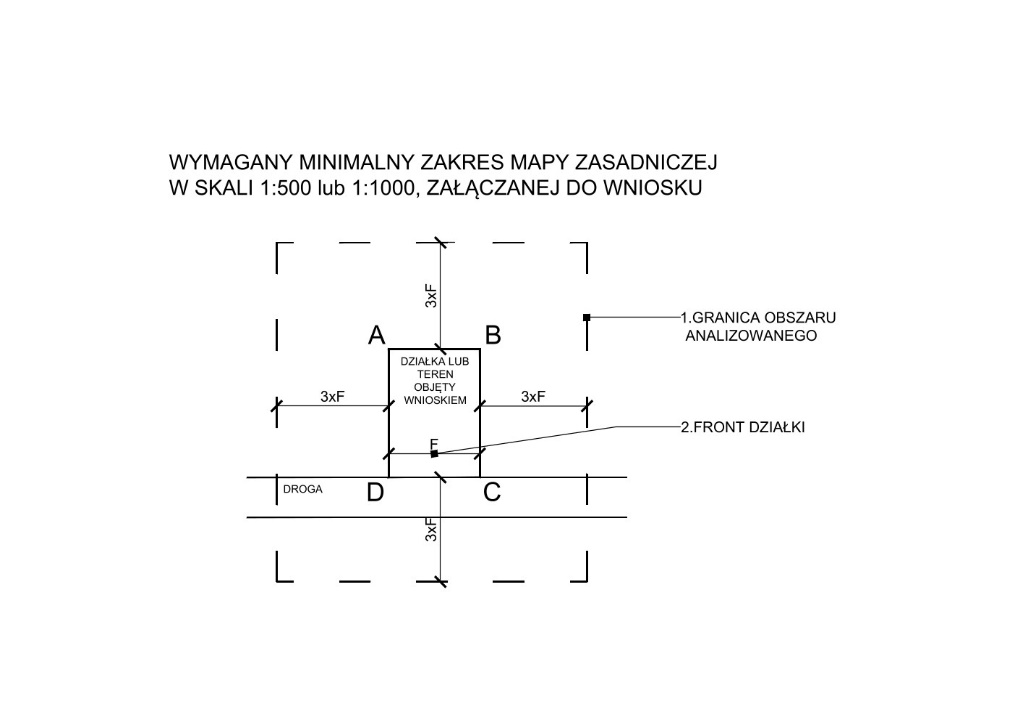 WYMAGANY MINIMALNY ZAKRES MAPY ZASADNICZEJ
W SKALI 1:500 lub 1:1000, ZAŁĄCZANEJ DO WNIOSKU
3xF
1.GRANICA OBSZARU
ANALIZOWANEGO
A
B
DZIAŁKA LUB
TEREN
OBJĘTY
WNIOSKIEM
3xF
3xF
2.FRONT DZIAŁKI
F
DROGA
D
C
3xF